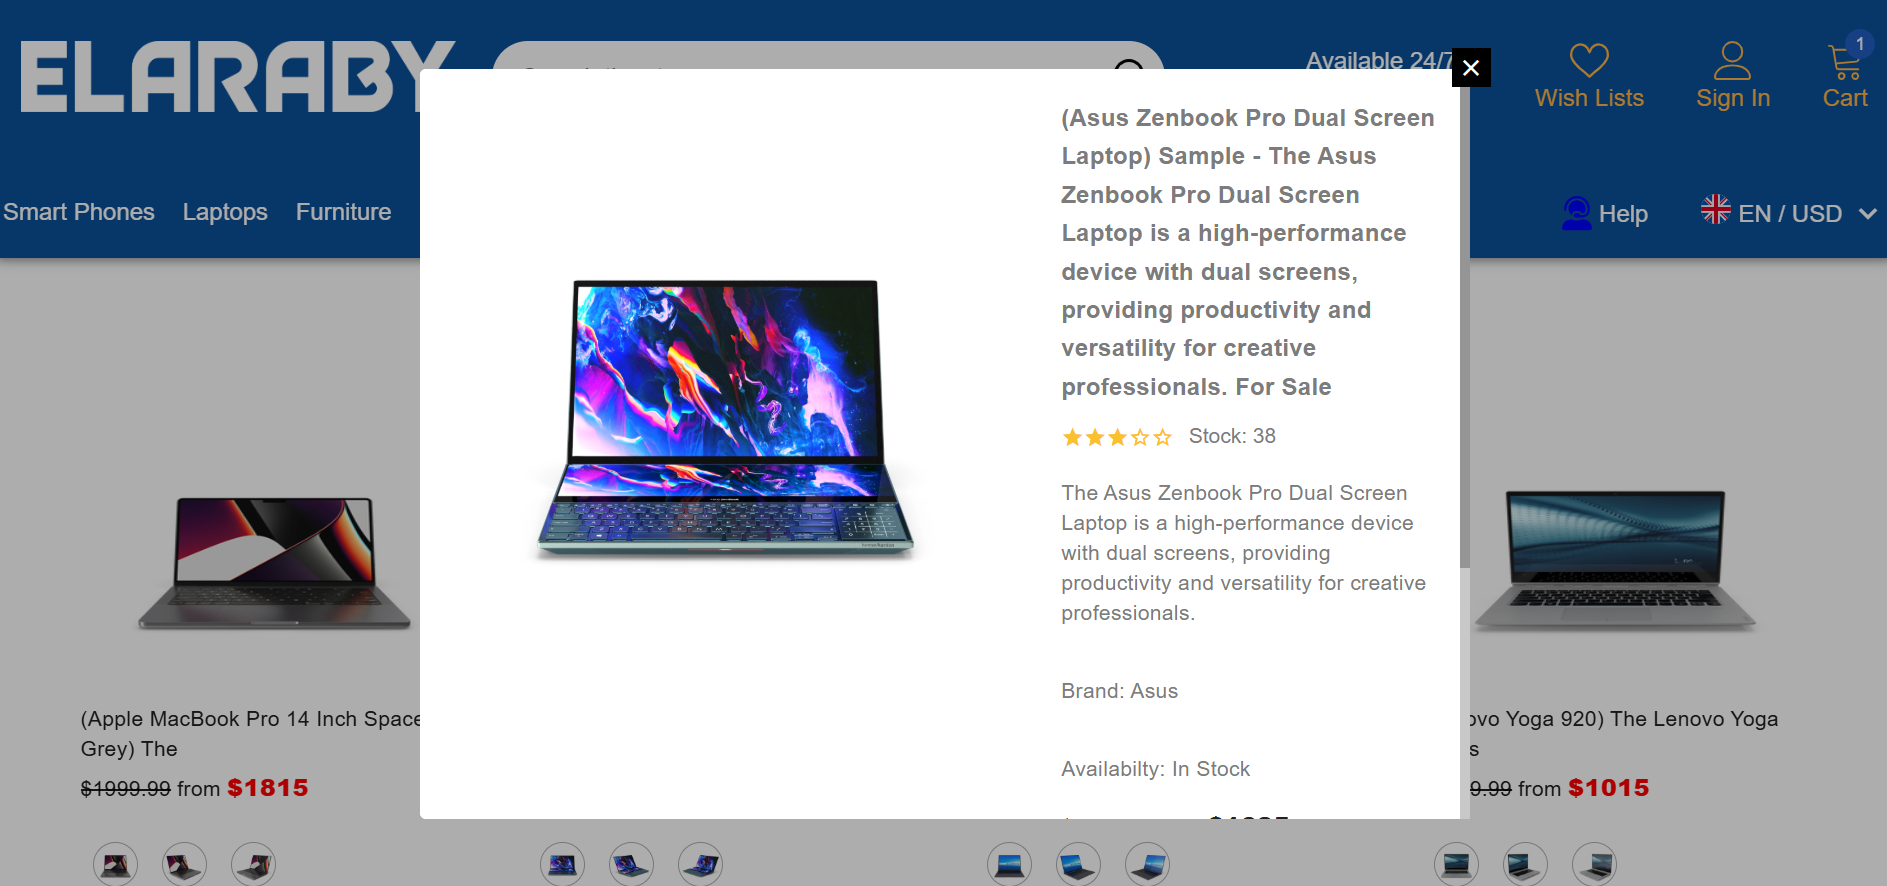 ELARABY
Available 24/7
1
Wish Lists
Sign In
Cart
Smart Phones
Laptops
Furniture
Help
EN / USD
(Asus Zenbook Pro Dual Screen
Laptop) Sample - The Asus
Zenbook Pro Dual Screen
Laptop is a high-performance
device with dual screens,
providing productivity and
versatility for creative
professionals. For Sale
Stock: 38
The Asus Zenbook Pro Dual Screen
Laptop is a high-performance device
with dual screens, providing
productivity and versatility for creative
professionals.
Brand: Asus
Availabilty: In Stock
(Apple MacBook Pro 14 Inch Space
Grey) The
$1999.99 from $1815
Yoga 920) The Lenovo Yoga
9.99 from $1015